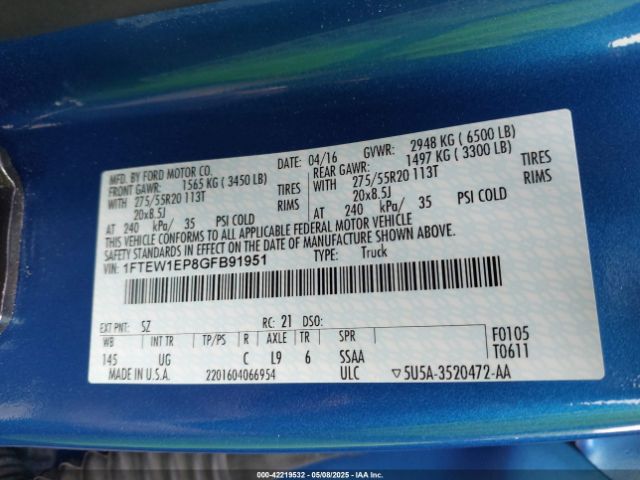 MFD. BY FORD MOTOR CO. DATE: 04/16 GVWR: 2948 KG ( 6500 LB)
FRONT GAWR: 1565 KG ( 3450 LB) REAR GAWR: 1497 KG ( 3300 LB)
WITH 275/55R20 113T TIRES WITH 275/55R20 113T TIRES
20x8.5J RIMS 20x8.5J RIMS
AT 240 kPa/ 35 PSI COLD AT 240 kPa/ 35 PSI COLD
THIS VEHICLE CONFORMS TO ALL APPLICABLE FEDERAL MOTOR VEHICLE
SAFETY STANDARDS IN EFFECT ON THE DATE OF MANUFACTURE SHOWN ABOVE.
VIN: 1FTEW1EP8GFB91951 TYPE: Truck
EXT PNT: SZ RC: 21 DSO:
WB INT TR TP/PS R AXLE TR SPR F0105
145 UG C L9 6 SSAA T0611
MADE IN U.S.A. 2201604066954 ULC ▽5U5A-3520472-AA
000-42219532 - 05/08/2025 - IAA Inc.